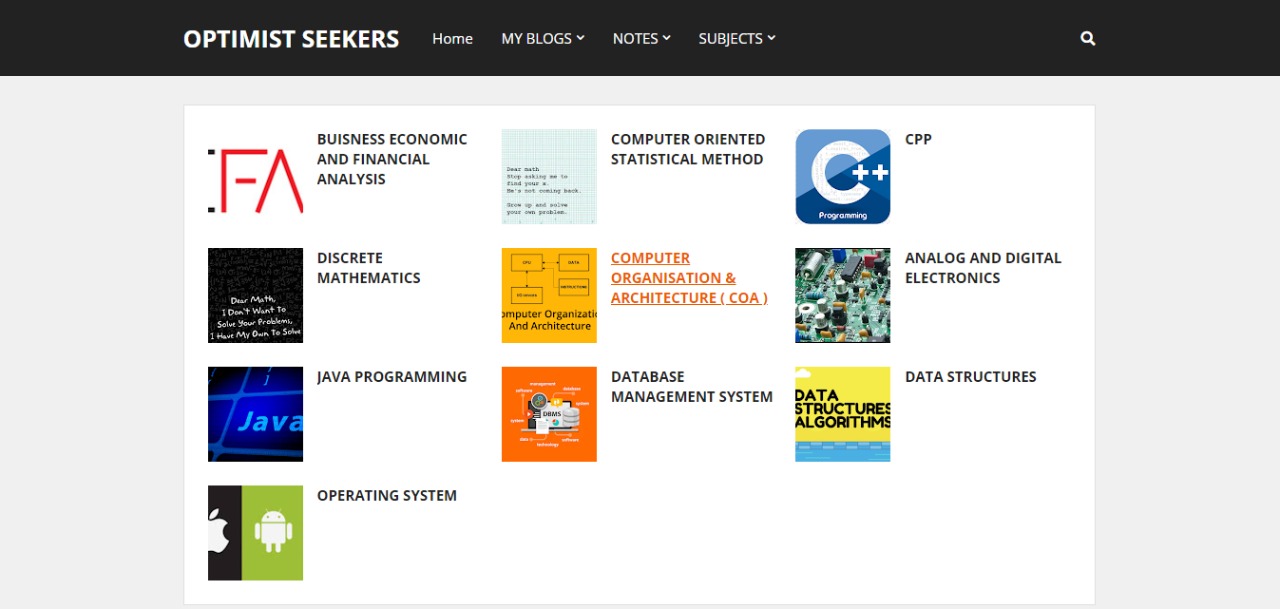 OPTIMIST SEEKERS
Home
MY BLOGS
NOTES
SUBJECTS
FA
BUISNESS ECONOMIC
AND FINANCIAL
ANALYSIS
Dear math
Stop asking me to
find your x.
He's not coming back.
Grow up and solve
your own problem.
COMPUTER ORIENTED
STATISTICAL METHOD
C++
Programming
CPP
Dear Math,
I Don't Want To
Solve Your Problems,
I Have My Own To Solve
DISCRETE
MATHEMATICS
CPU
DATA
I/O devices
INSTRUCTIONS
omputer Organizatio
And Architecture
COMPUTER
ORGANISATION &
ARCHITECTURE ( COA )
ANALOG AND DIGITAL
ELECTRONICS
Java
JAVA PROGRAMMING
management
software
database
system
DBMS
system
data
software
technology
DATABASE
MANAGEMENT SYSTEM
DATA
STRUCTURES
ALGORITHMS
DATA STRUCTURES
OPERATING SYSTEM